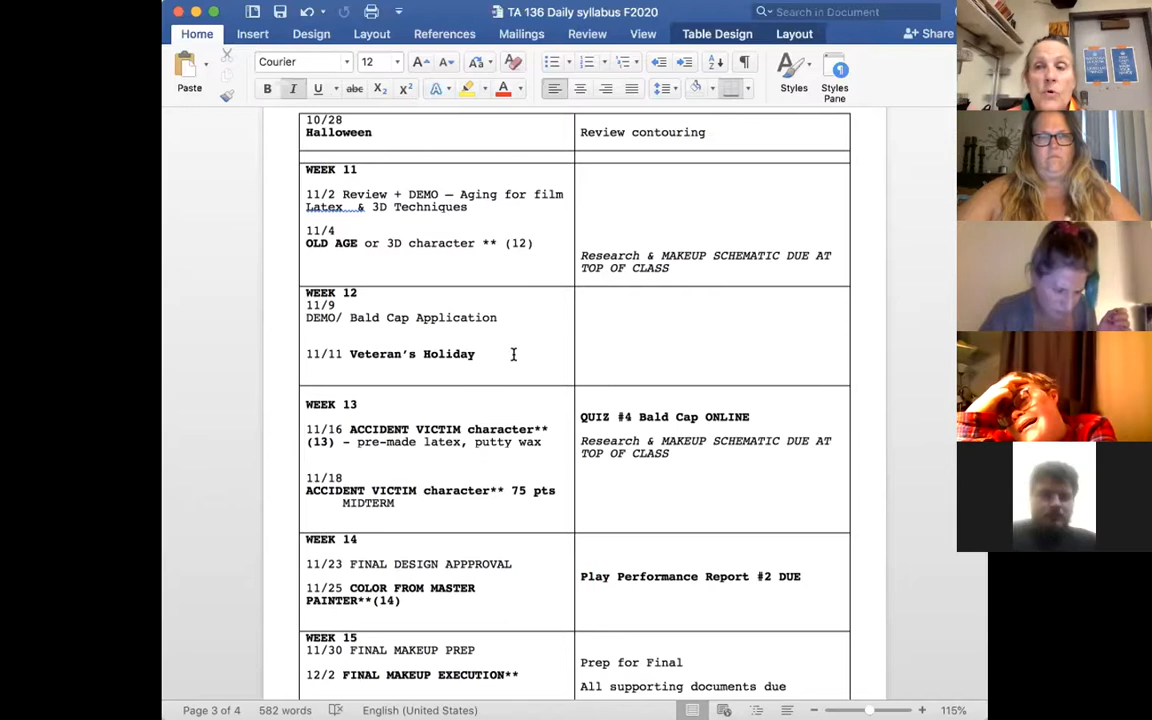 TA 136 Daily syllabus F2020
Search in Document
Home
Insert
Design
Layout
References
Mailings
Review
View
Table Design
Layout
Share
Paste
Courier
12
Styles
Styles
Pane
10/28
Halloween
Review contouring
WEEK 11
11/2 Review + DEMO – Aging for film
Latex & 3D Techniques
11/4
OLD AGE or 3D character ** (12)
Research & MAKEUP SCHEMATIC DUE AT
TOP OF CLASS
WEEK 12
11/9
DEMO/ Bald Cap Application
11/11 Veteran's Holiday
WEEK 13
11/16 ACCIDENT VICTIM character**
(13) – pre-made latex, putty wax
11/18
ACCIDENT VICTIM character** 75 pts
MIDTERM
QUIZ #4 Bald Cap ONLINE
Research & MAKEUP SCHEMATIC DUE AT
TOP OF CLASS
WEEK 14
11/23 FINAL DESIGN APPPROVAL
11/25 COLOR FROM MASTER
PAINTER**(14)
Play Performance Report #2 DUE
WEEK 15
11/30 FINAL MAKEUP PREP
12/2 FINAL MAKEUP EXECUTION**
Prep for Final
All supporting documents due
Page 3 of 4
582 words
English (United States)
115%